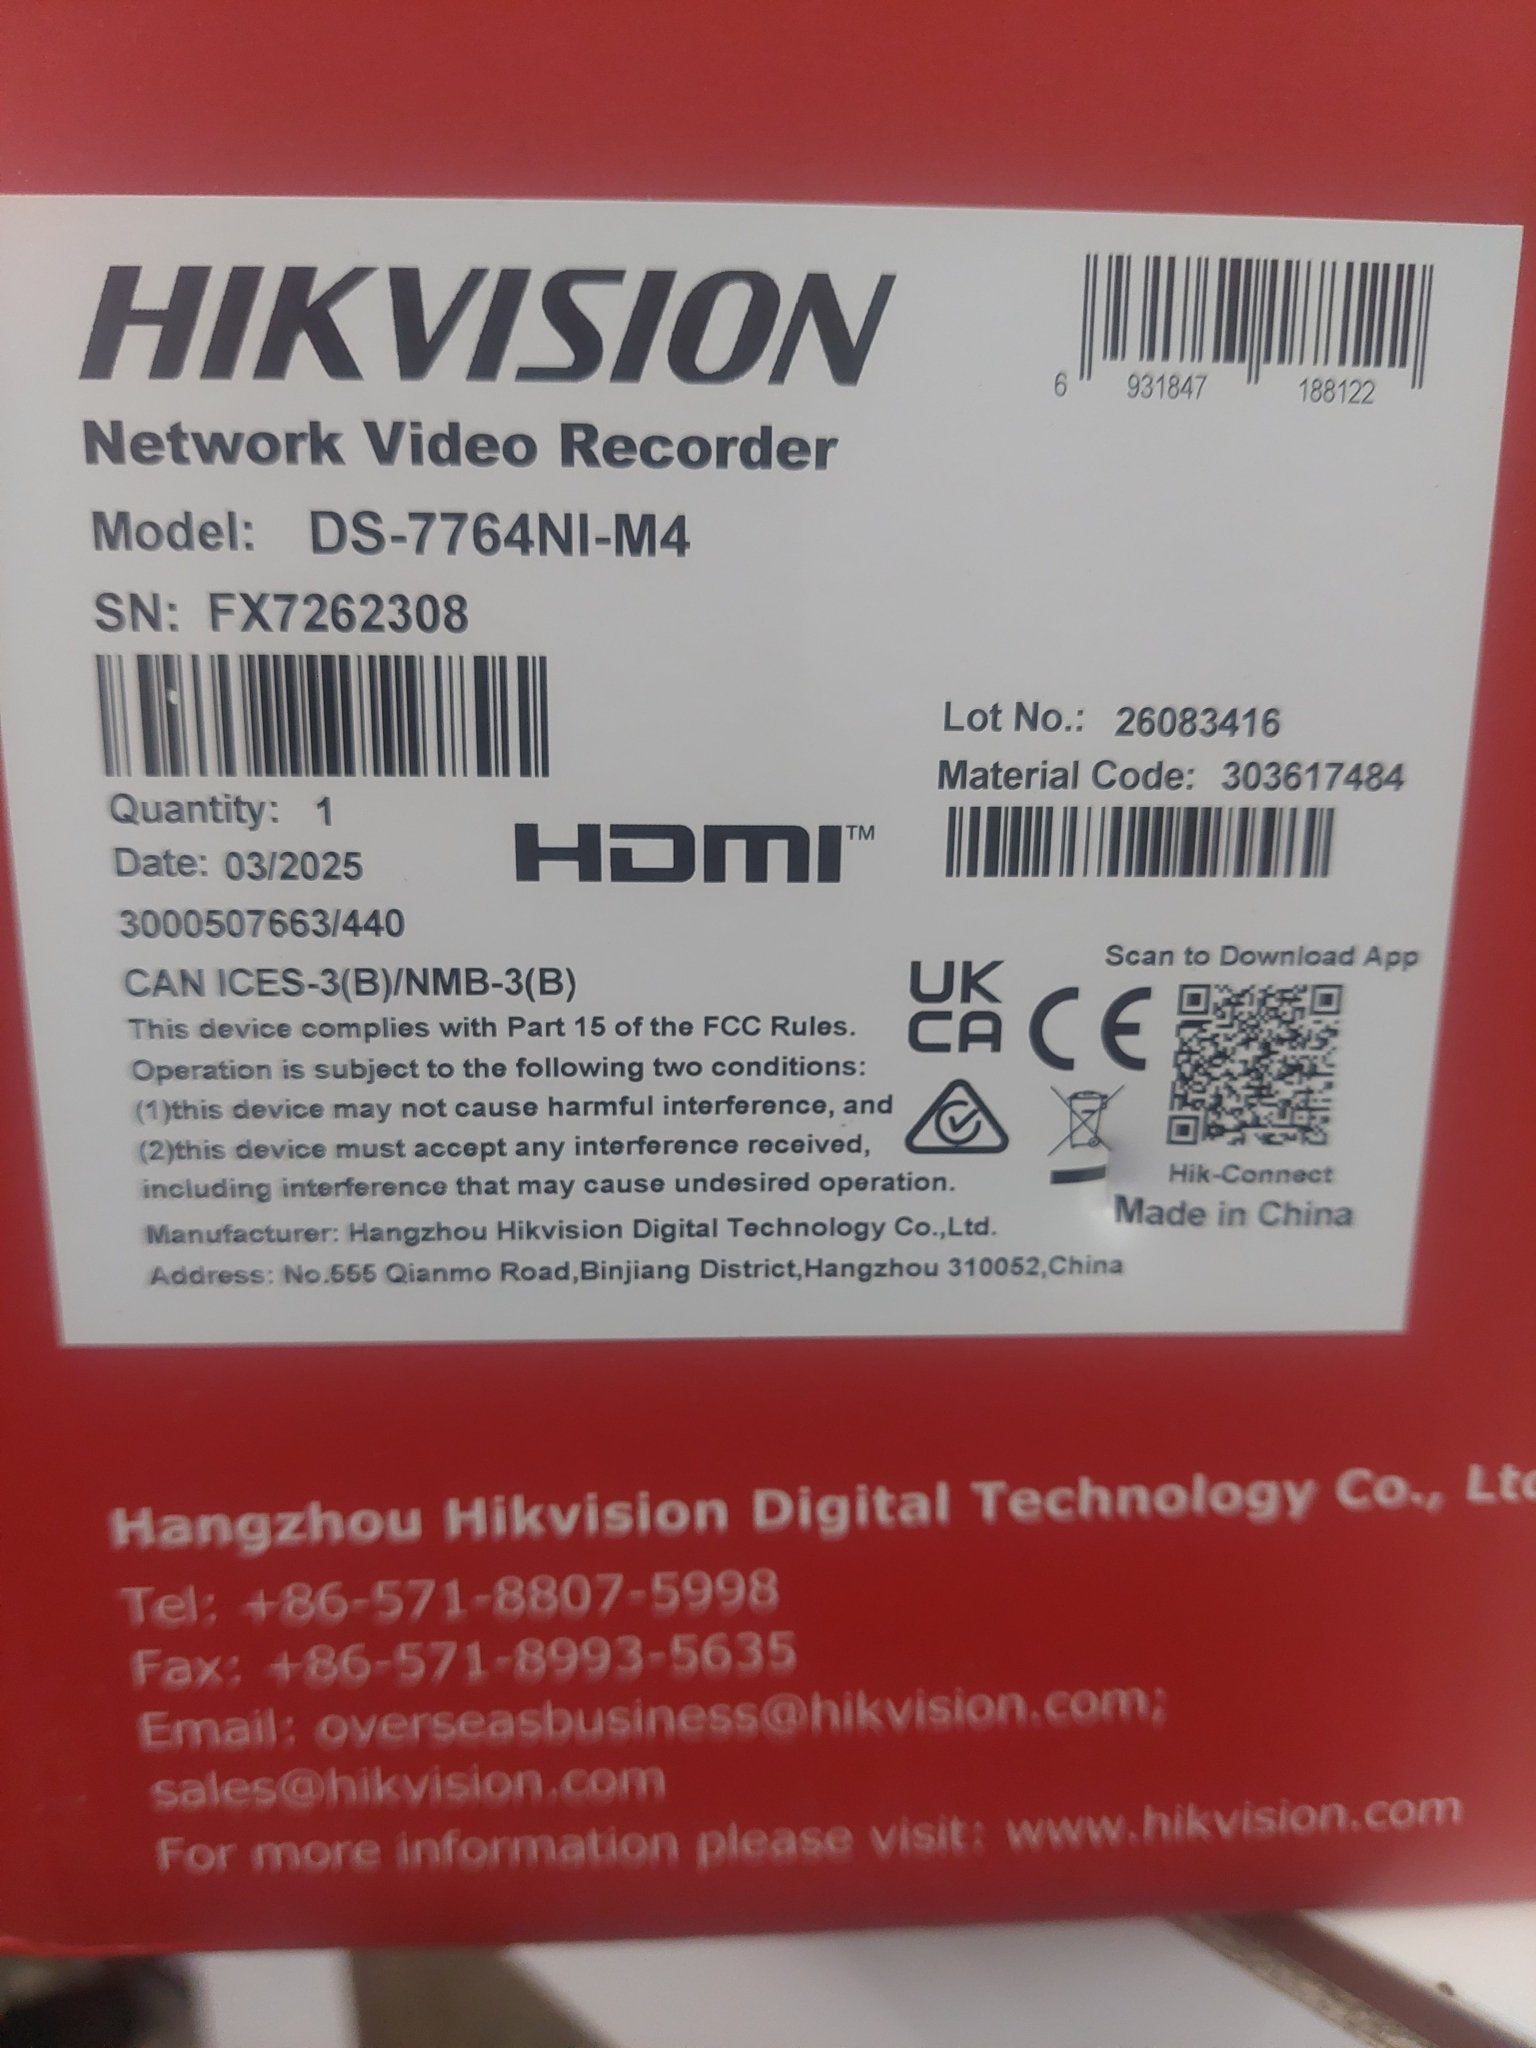 HIKVISION
6 931847 188122
Network Video Recorder
Model: DS-7764NI-M4
SN: FX7262308
Lot No.: 26083416
Material Code: 303617484
Quantity: 1
HDMI™
Date: 03/2025
3000507663/440
CAN ICES-3(B)/NMB-3(B)
This device complies with Part 15 of the FCC Rules.
Operation is subject to the following two conditions:
(1)this device may not cause harmful interference, and
(2)this device must accept any interference received,
including interference that may cause undesired operation.
UK
CA
CE
Scan to Download App
Hik-Connect
Made in China
Manufacturer: Hangzhou Hikvision Digital Technology Co.,Ltd.
Address: No.555 Qianmo Road,Binjiang District,Hangzhou 310052,China
Hangzhou Hikvision Digital Technology Co., Ltd
Tel: +86-571-8807-5998
Fax: +86-571-8993-5635
Email: overseasbusiness@hikvision.com;
sales@hikvision.com
For more information please visit: www.hikvision.com